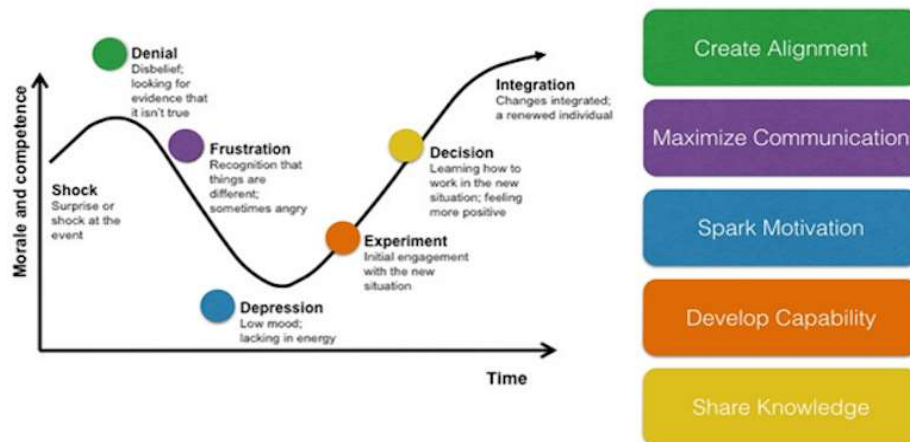 Denial
Disbelief;
looking for
evidence that
it isn't true
Frustration
Recognition that
things are
different;
sometimes angry
Shock
Surprise or
shock at the
event
Depression
Low mood;
lacking in energy
Experiment
Initial engagement
with the new
situation
Decision
Learning how to
work in the new
situation; feeling
more positive
Integration
Changes integrated;
a renewed individual
Morale and competence
Time
Create Alignment
Maximize Communication
Spark Motivation
Develop Capability
Share Knowledge